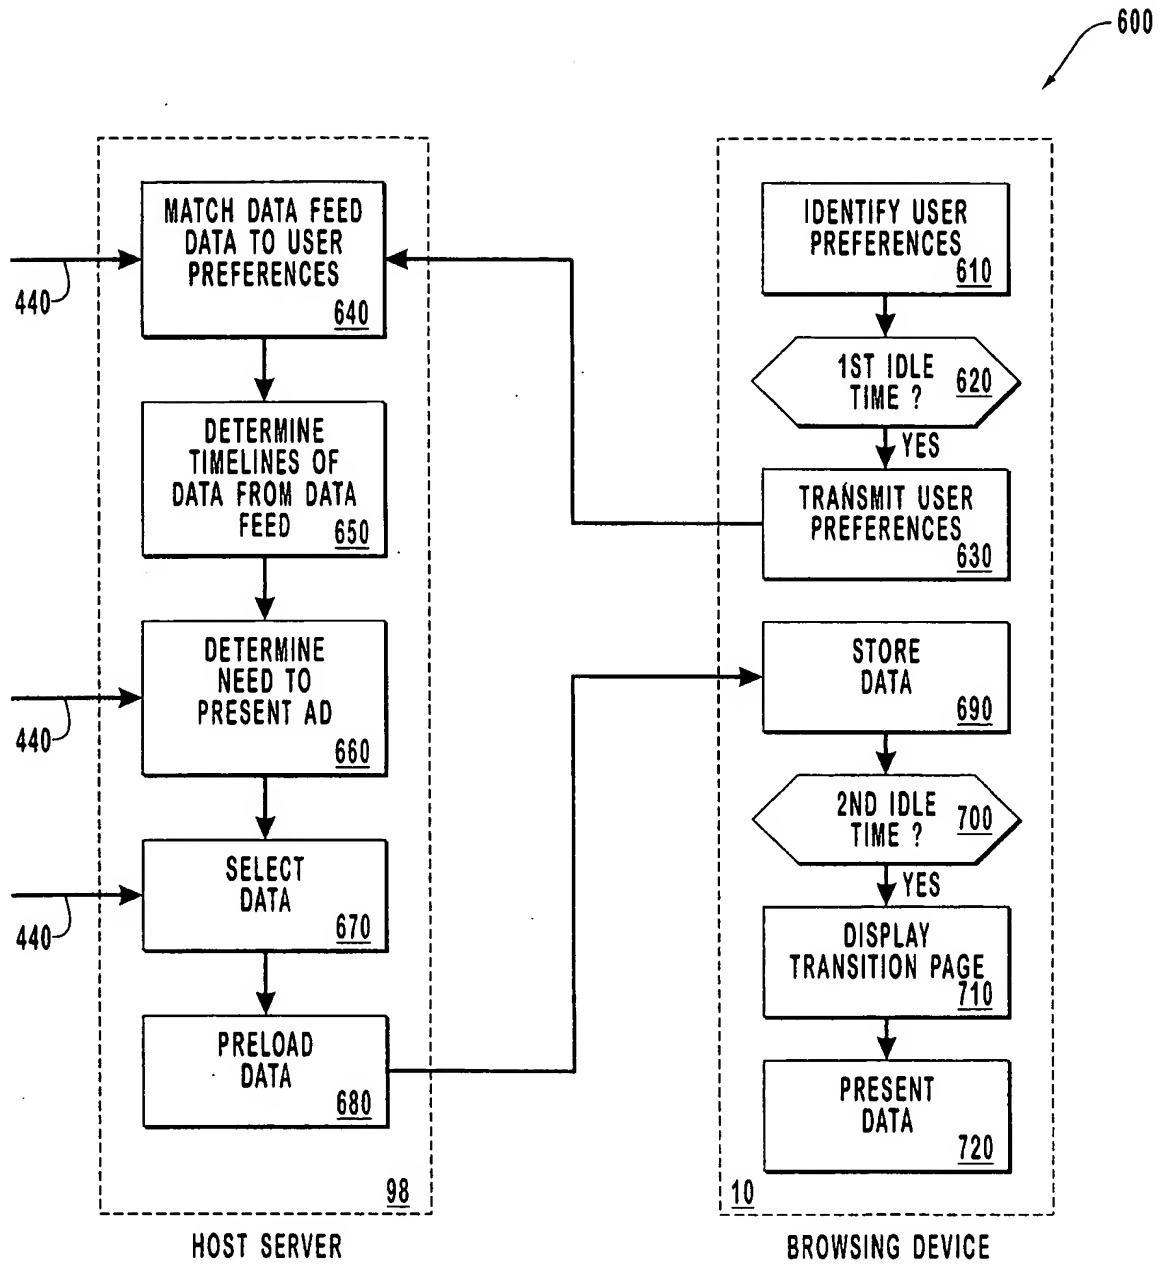 600
MATCH DATA FEED
DATA TO USER
PREFERENCES
640
440
DETERMINE
TIMELINES OF
DATA FROM DATA
FEED
650
DETERMINE
NEED TO
PRESENT AD
660
440
SELECT
DATA
670
440
PRELOAD
DATA
680
98
HOST SERVER
IDENTIFY USER
PREFERENCES
610
1ST IDLE
TIME ?
620
YES
TRANSMIT USER
PREFERENCES
630
STORE
DATA
690
2ND IDLE
TIME ?
700
YES
DISPLAY
TRANSITION PAGE
710
PRESENT
DATA
720
10
BROWSING DEVICE